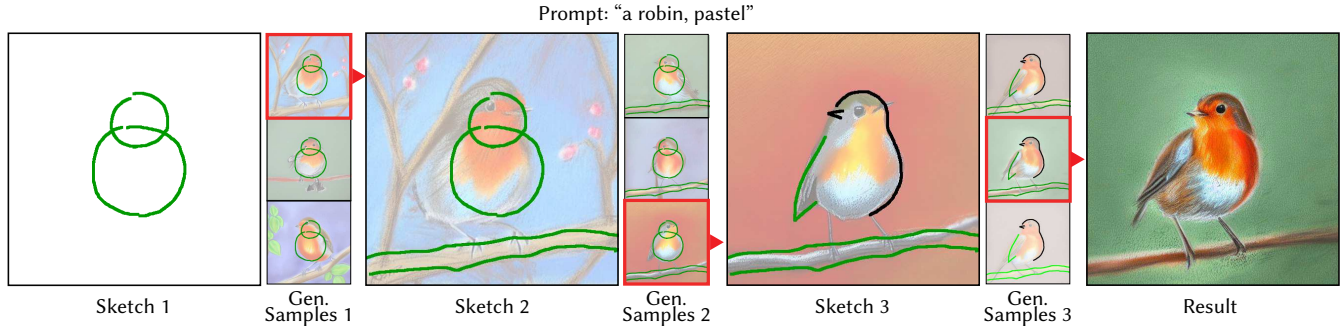 Prompt: “a robin, pastel”
Sketch 1
Gen.
Samples 1
Sketch 2
Gen.
Samples 2
Sketch 3
Gen.
Samples 3
Result